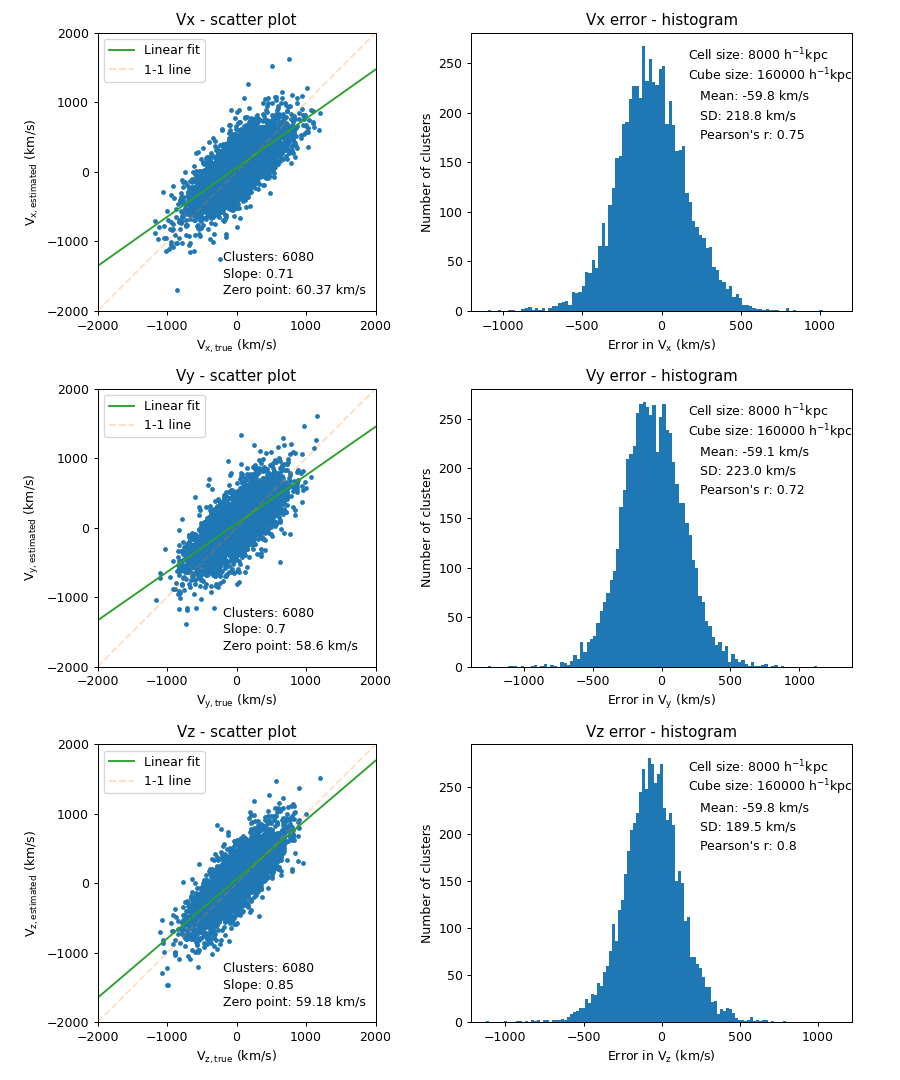 Vx - scatter plot
2000
1000
0
−1000
−2000
V_x, estimated (km/s)
Linear fit
1-1 line
Clusters: 6080
Slope: 0.71
Zero point: 60.37 km/s
−2000 −1000 0 1000 2000
V_x, true (km/s)
Vx error - histogram
250
200
150
100
50
0
Number of clusters
Cell size: 8000 h⁻¹kpc
Cube size: 160000 h⁻¹kpc
Mean: -59.8 km/s
SD: 218.8 km/s
Pearson's r: 0.75
−1000 −500 0 500 1000
Error in V_x (km/s)
Vy - scatter plot
2000
1000
0
−1000
−2000
V_y, estimated (km/s)
Linear fit
1-1 line
Clusters: 6080
Slope: 0.7
Zero point: 58.6 km/s
−2000 −1000 0 1000 2000
V_y, true (km/s)
Vy error - histogram
250
200
150
100
50
0
Number of clusters
Cell size: 8000 h⁻¹kpc
Cube size: 160000 h⁻¹kpc
Mean: -59.1 km/s
SD: 223.0 km/s
Pearson's r: 0.72
−1000 −500 0 500 1000
Error in V_y (km/s)
Vz - scatter plot
2000
1000
0
−1000
−2000
V_z, estimated (km/s)
Linear fit
1-1 line
Clusters: 6080
Slope: 0.85
Zero point: 59.18 km/s
−2000 −1000 0 1000 2000
V_z, true (km/s)
Vz error - histogram
250
200
150
100
50
0
Number of clusters
Cell size: 8000 h⁻¹kpc
Cube size: 160000 h⁻¹kpc
Mean: -59.8 km/s
SD: 189.5 km/s
Pearson's r: 0.8
−1000 −500 0 500 1000
Error in V_z (km/s)